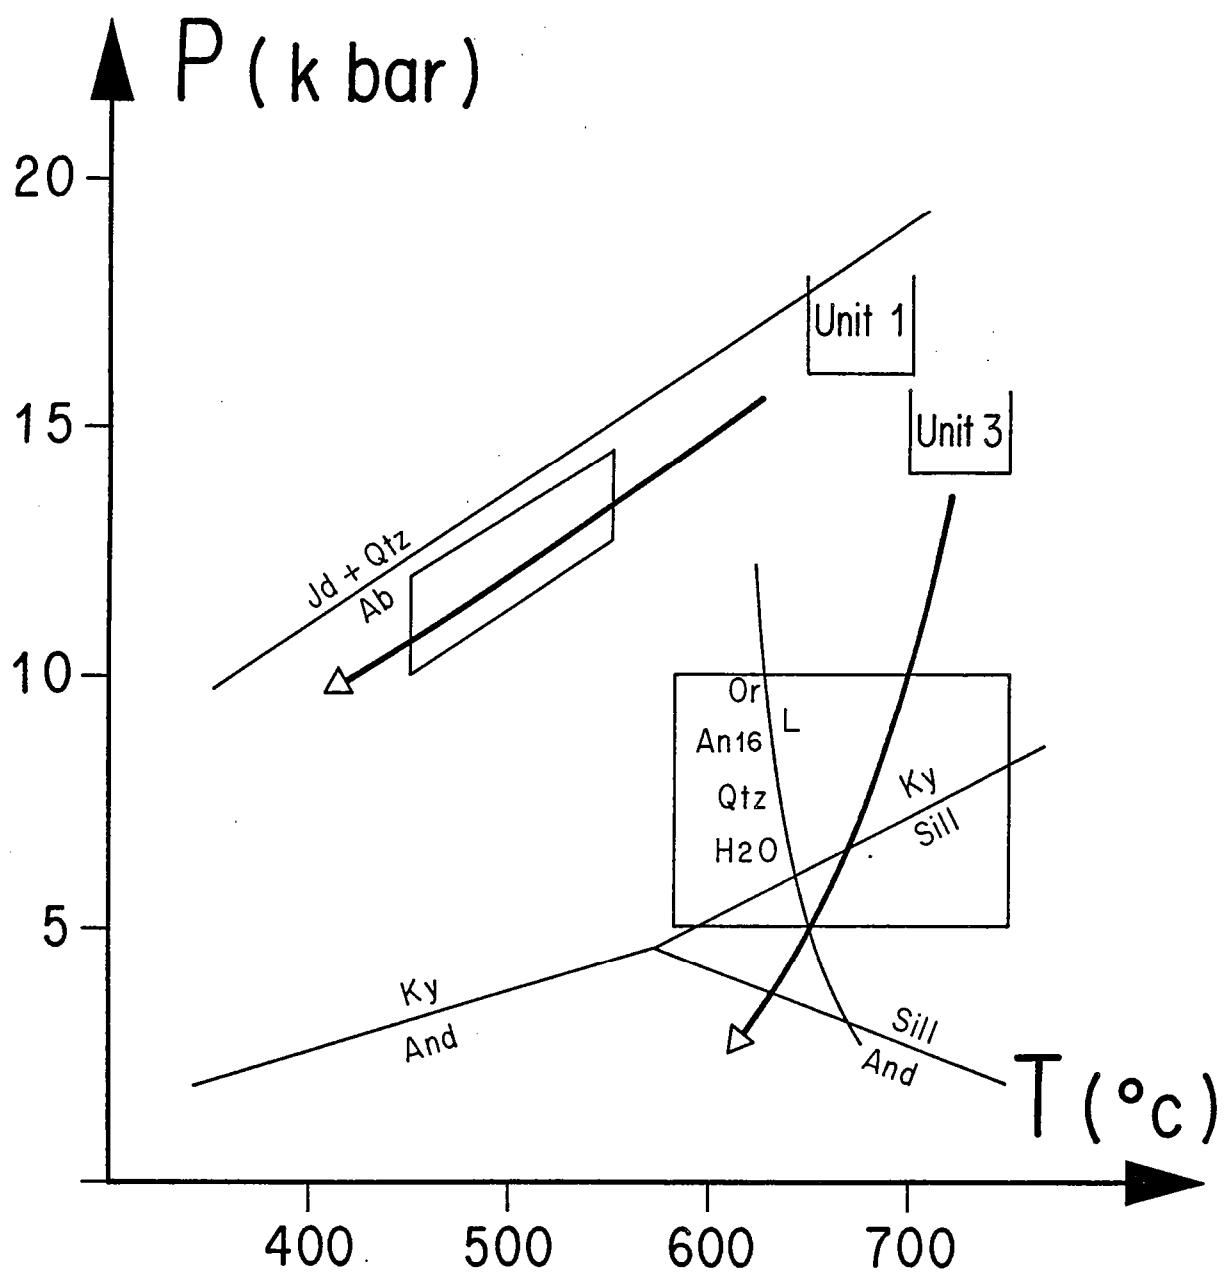 P (k bar)
20
Unit 1
15
Unit 3
Jd + Qtz
Ab
10
Or
L
An16
Ky
Qtz
Sill
H2O
5
Ky
And
Sill
And
T (°c)
400 500 600 700